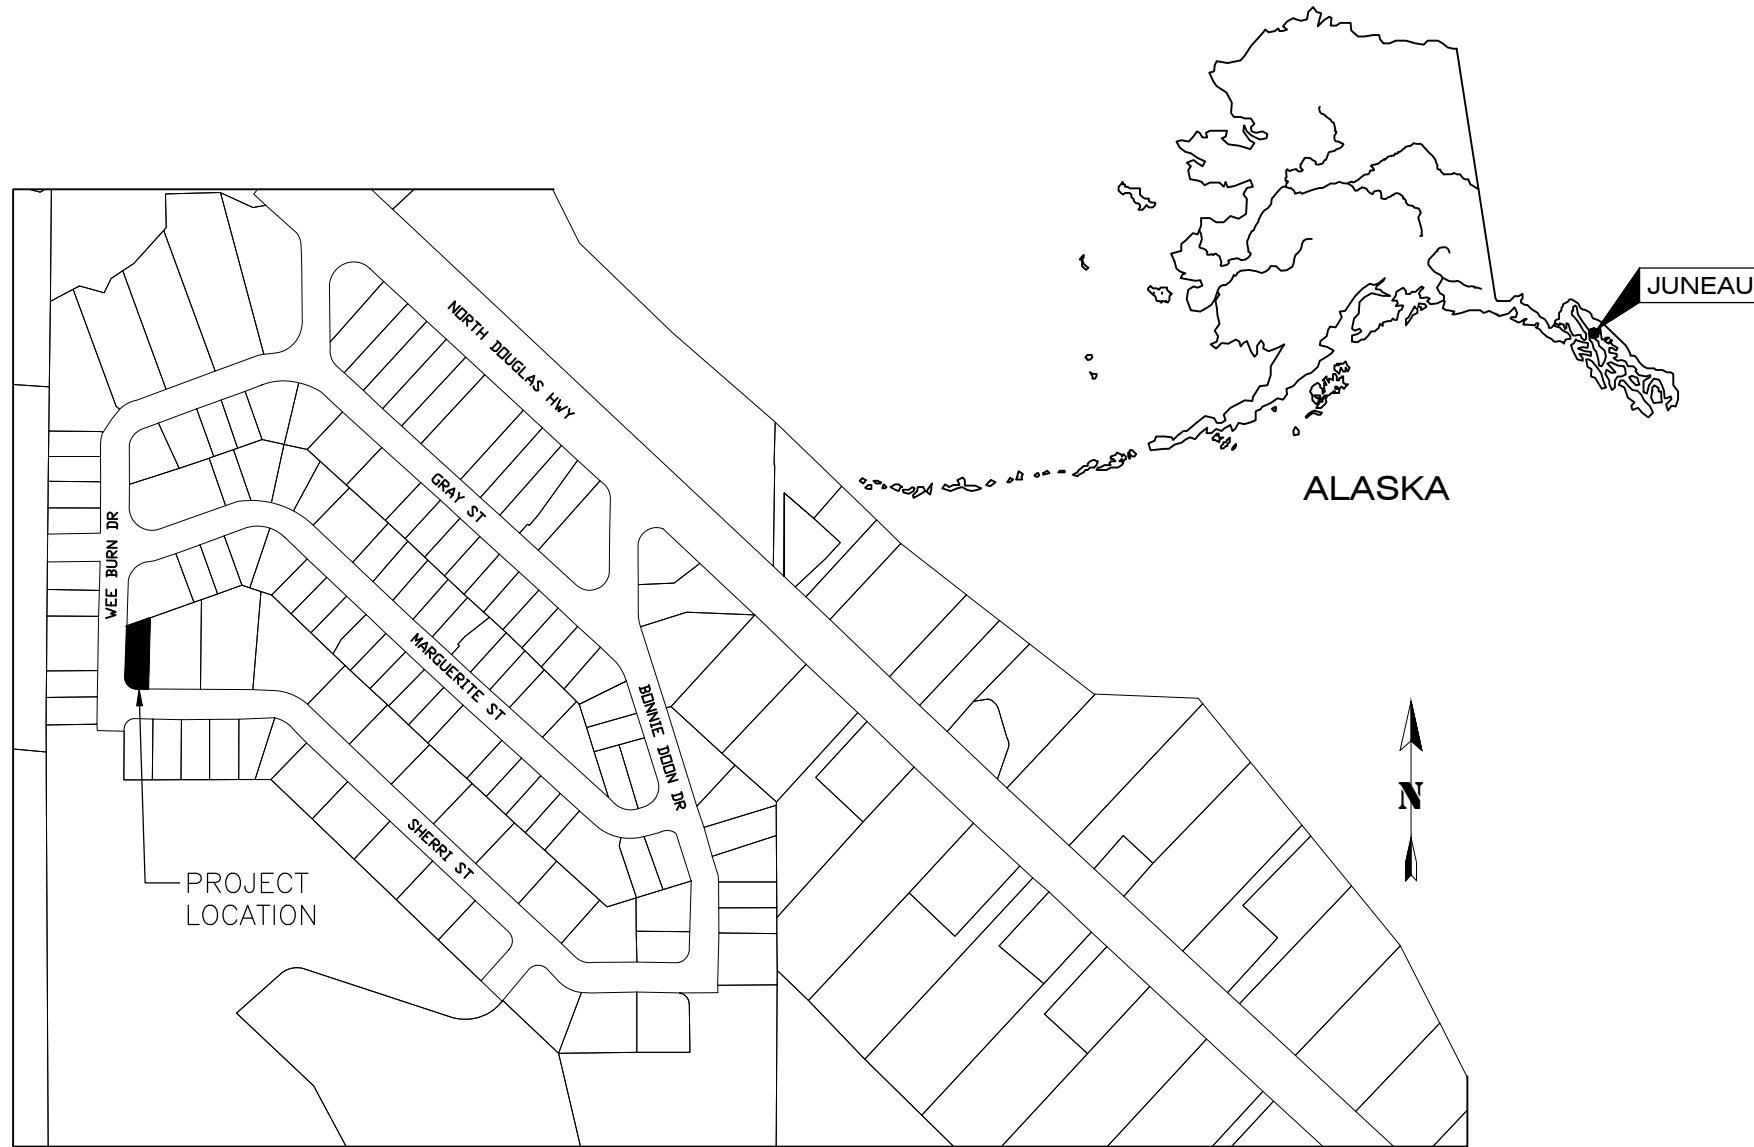 JUNEAU
ALASKA
NORTH DOUGLAS HWY
GRAY ST
WEE BURN DR
MARGUERITE ST
BONNIE DOON DR
SHERRI ST
N
PROJECT
LOCATION